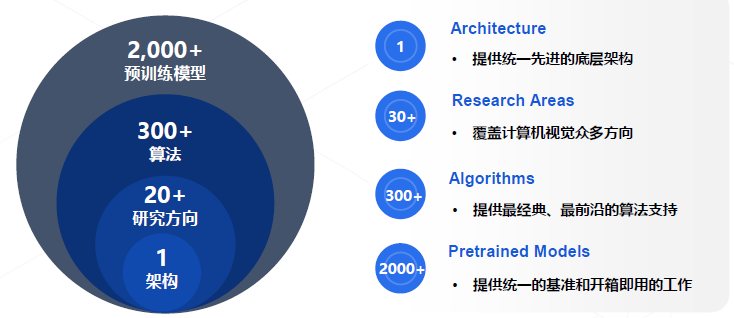 2,000+
预训练模型
300+
算法
20+
研究方向
1
架构
1
Architecture
• 提供统一先进的底层架构
30+
Research Areas
• 覆盖计算机视觉众多方向
300+
Algorithms
• 提供最经典、最前沿的算法支持
2000+
Pretrained Models
• 提供统一的基准和开箱即用的工作